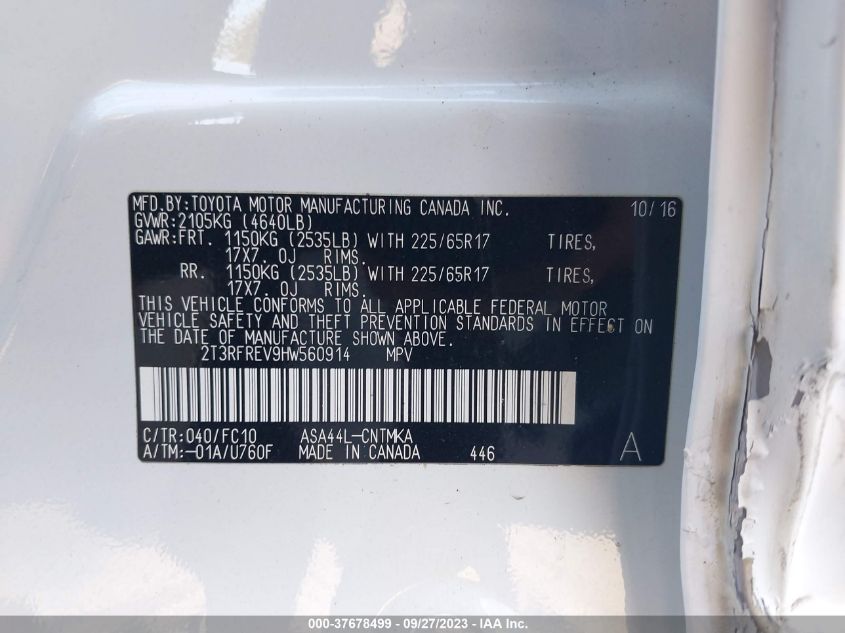 MFD.BY:TOYOTA MOTOR MANUFACTURING CANADA INC. 10/16
GVWR:2105KG (4640LB)
GAWR:FRT. 1150KG (2535LB) WITH 225/65R17 TIRES,
17X7.0J RIMS.
RR. 1150KG (2535LB) WITH 225/65R17 TIRES,
17X7.0J RIMS.
THIS VEHICLE CONFORMS TO ALL APPLICABLE FEDERAL MOTOR
VEHICLE SAFETY AND THEFT PREVENTION STANDARDS IN EFFECT ON
THE DATE OF MANUFACTURE SHOWN ABOVE.
2T3RFREV9HW560914 MPV
C/TR:040/FC10 ASA44L-CNTMKA
A/TM:-01A/U760F MADE IN CANADA 446 A
000-37678499 - 09/27/2023 - IAA Inc.